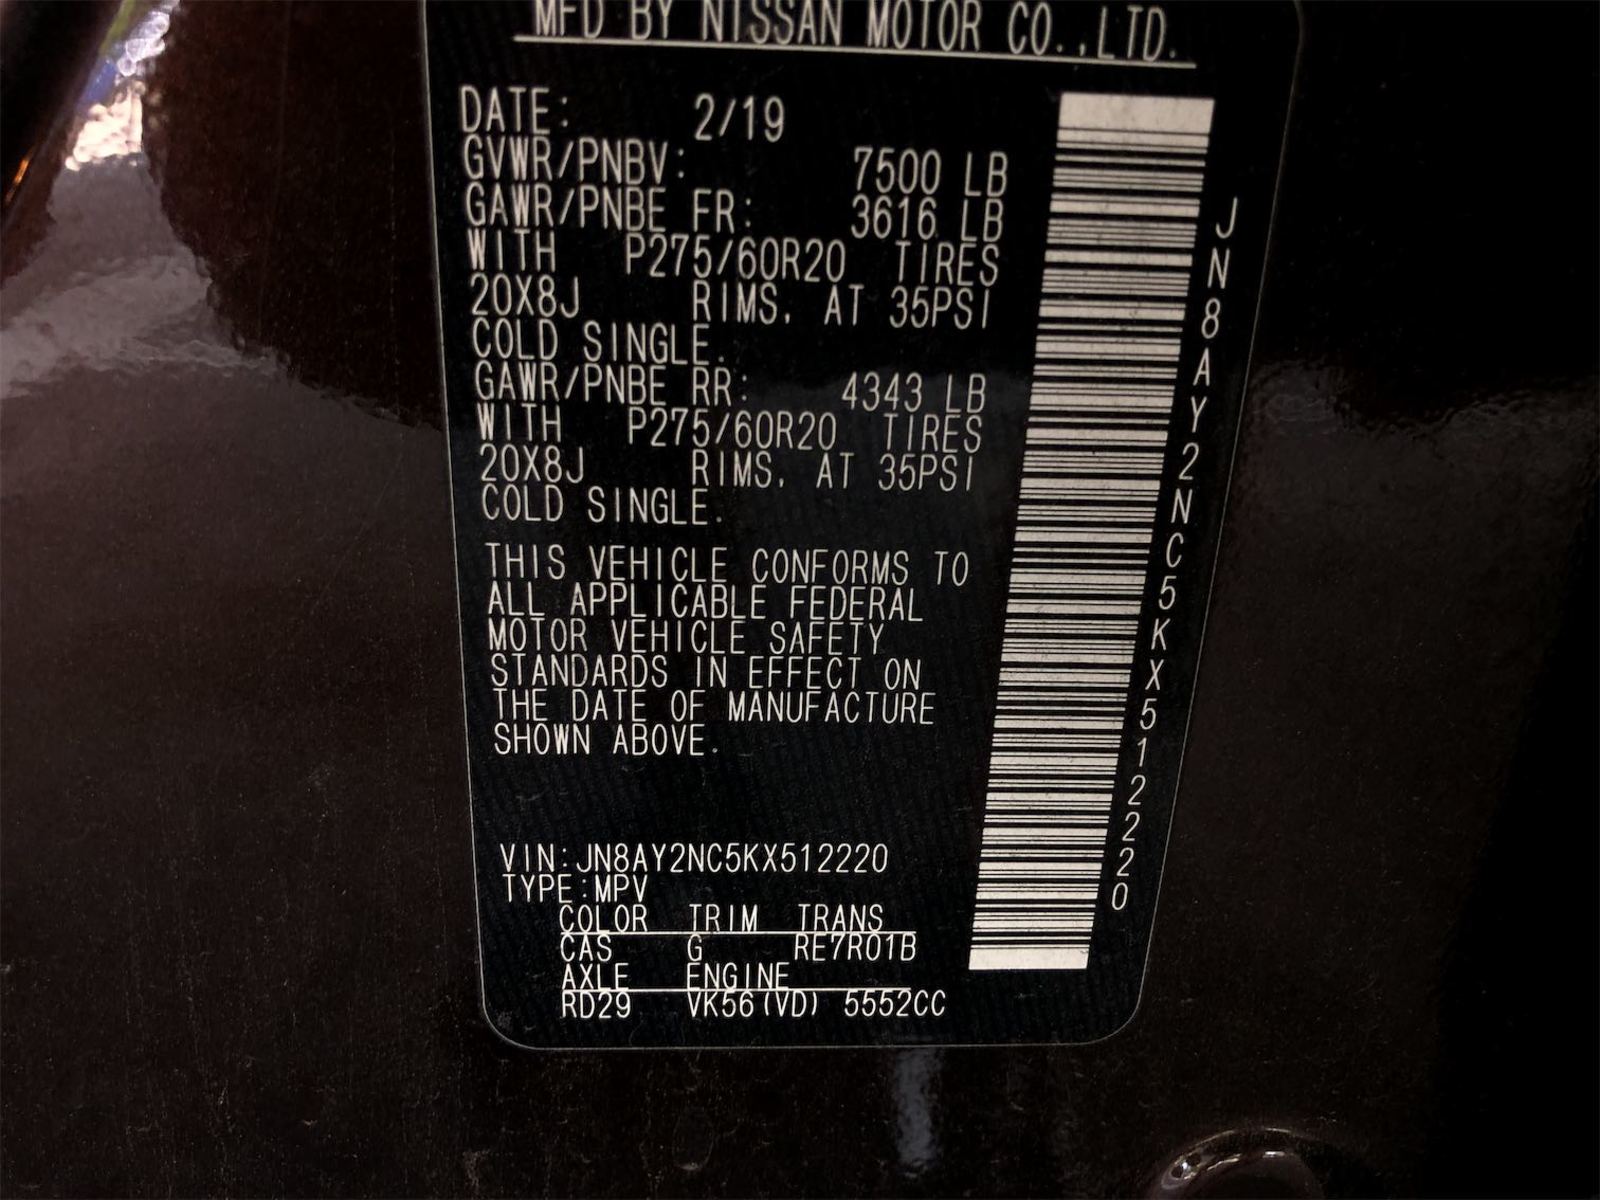 MFD BY NISSAN MOTOR CO.,LTD.
DATE: 2/19
GVWR/PNBV: 7500 LB
GAWR/PNBE FR: 3616 LB
WITH P275/60R20 TIRES
20X8J RIMS. AT 35PSI
COLD SINGLE.
GAWR/PNBE RR: 4343 LB
WITH P275/60R20 TIRES
20X8J RIMS. AT 35PSI
COLD SINGLE.
THIS VEHICLE CONFORMS TO
ALL APPLICABLE FEDERAL
MOTOR VEHICLE SAFETY
STANDARDS IN EFFECT ON
THE DATE OF MANUFACTURE
SHOWN ABOVE.
VIN:JN8AY2NC5KX512220
TYPE:MPV
COLOR TRIM TRANS
CAS G RE7R01B
AXLE ENGINE
RD29 VK56(VD) 5552CC
JN8AY2NC5KX512220